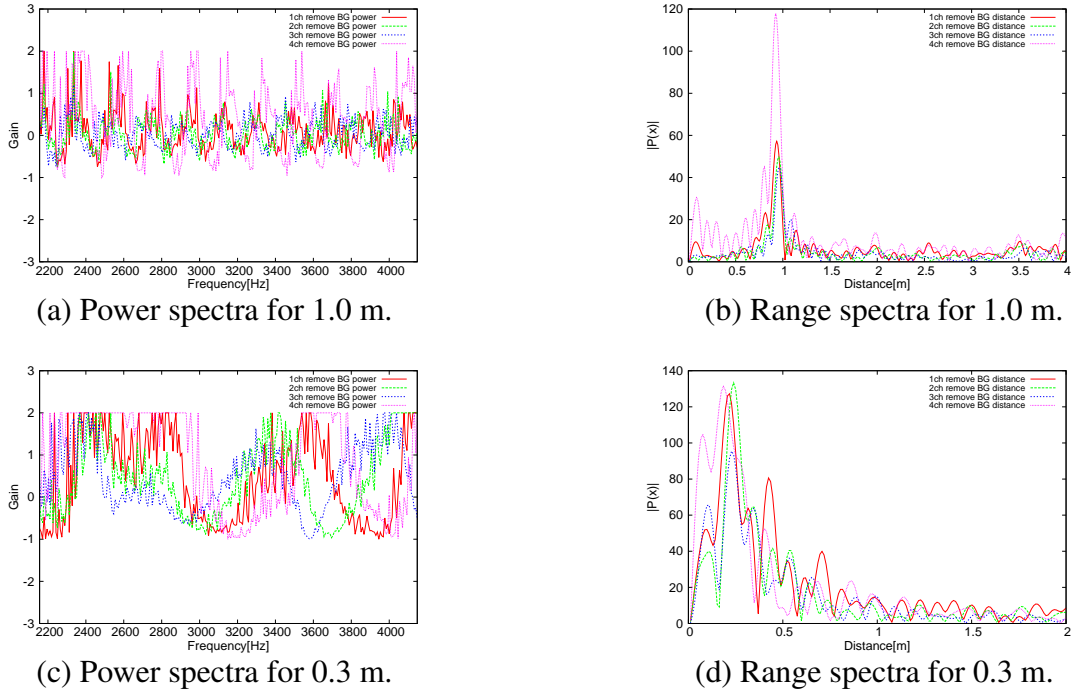 3
2
1
0
-1
-2
-3
Gain
2200 2400 2600 2800 3000 3200 3400 3600 3800 4000
Frequency[Hz]
1ch remove BG power
2ch remove BG power
3ch remove BG power
4ch remove BG power
(a) Power spectra for 1.0 m.
120
100
80
60
40
20
0
|P(x)|
0 0.5 1 1.5 2 2.5 3 3.5 4
Distance[m]
1ch remove BG distance
2ch remove BG distance
3ch remove BG distance
4ch remove BG distance
(b) Range spectra for 1.0 m.
3
2
1
0
-1
-2
-3
Gain
2200 2400 2600 2800 3000 3200 3400 3600 3800 4000
Frequency[Hz]
1ch remove BG power
2ch remove BG power
3ch remove BG power
4ch remove BG power
(c) Power spectra for 0.3 m.
140
120
100
80
60
40
20
0
|P(x)|
0 0.5 1 1.5 2
Distance[m]
1ch remove BG distance
2ch remove BG distance
3ch remove BG distance
4ch remove BG distance
(d) Range spectra for 0.3 m.